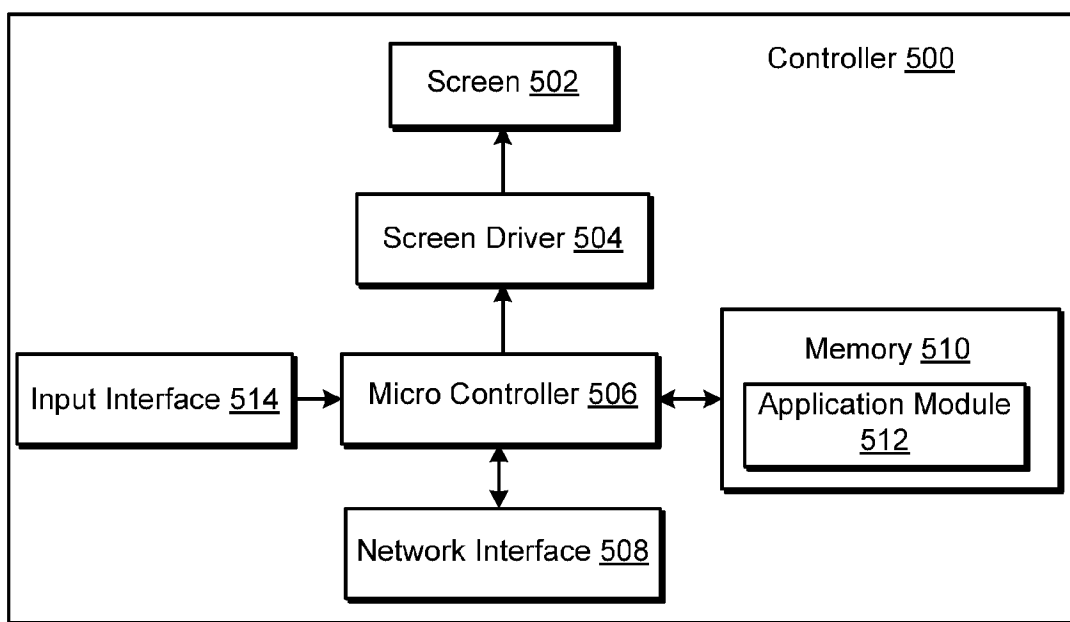 Controller 500
Screen 502
Screen Driver 504
Input Interface 514
Micro Controller 506
Memory 510
Application Module
512
Network Interface 508